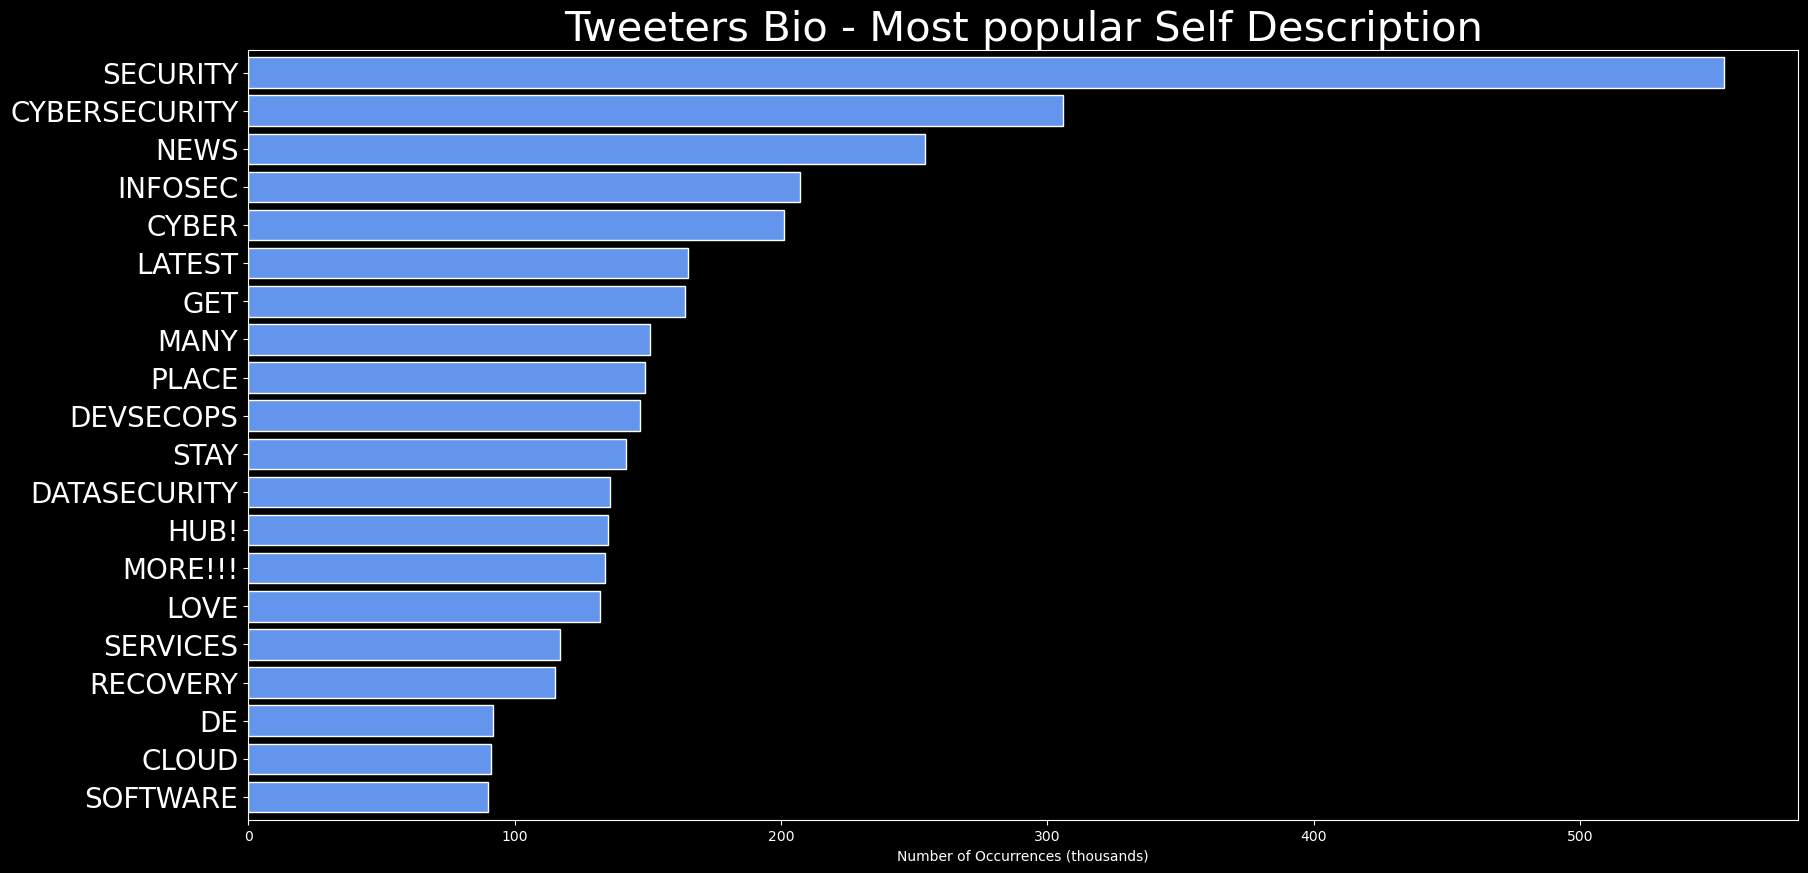 Tweeters Bio - Most popular Self Description
SECURITY
CYBERSECURITY
NEWS
INFOSEC
CYBER
LATEST
GET
MANY
PLACE
DEVSECOPS
STAY
DATASECURITY
HUB!
MORE!!!
LOVE
SERVICES
RECOVERY
DE
CLOUD
SOFTWARE
0 100 200 300 400 500
Number of Occurrences (thousands)